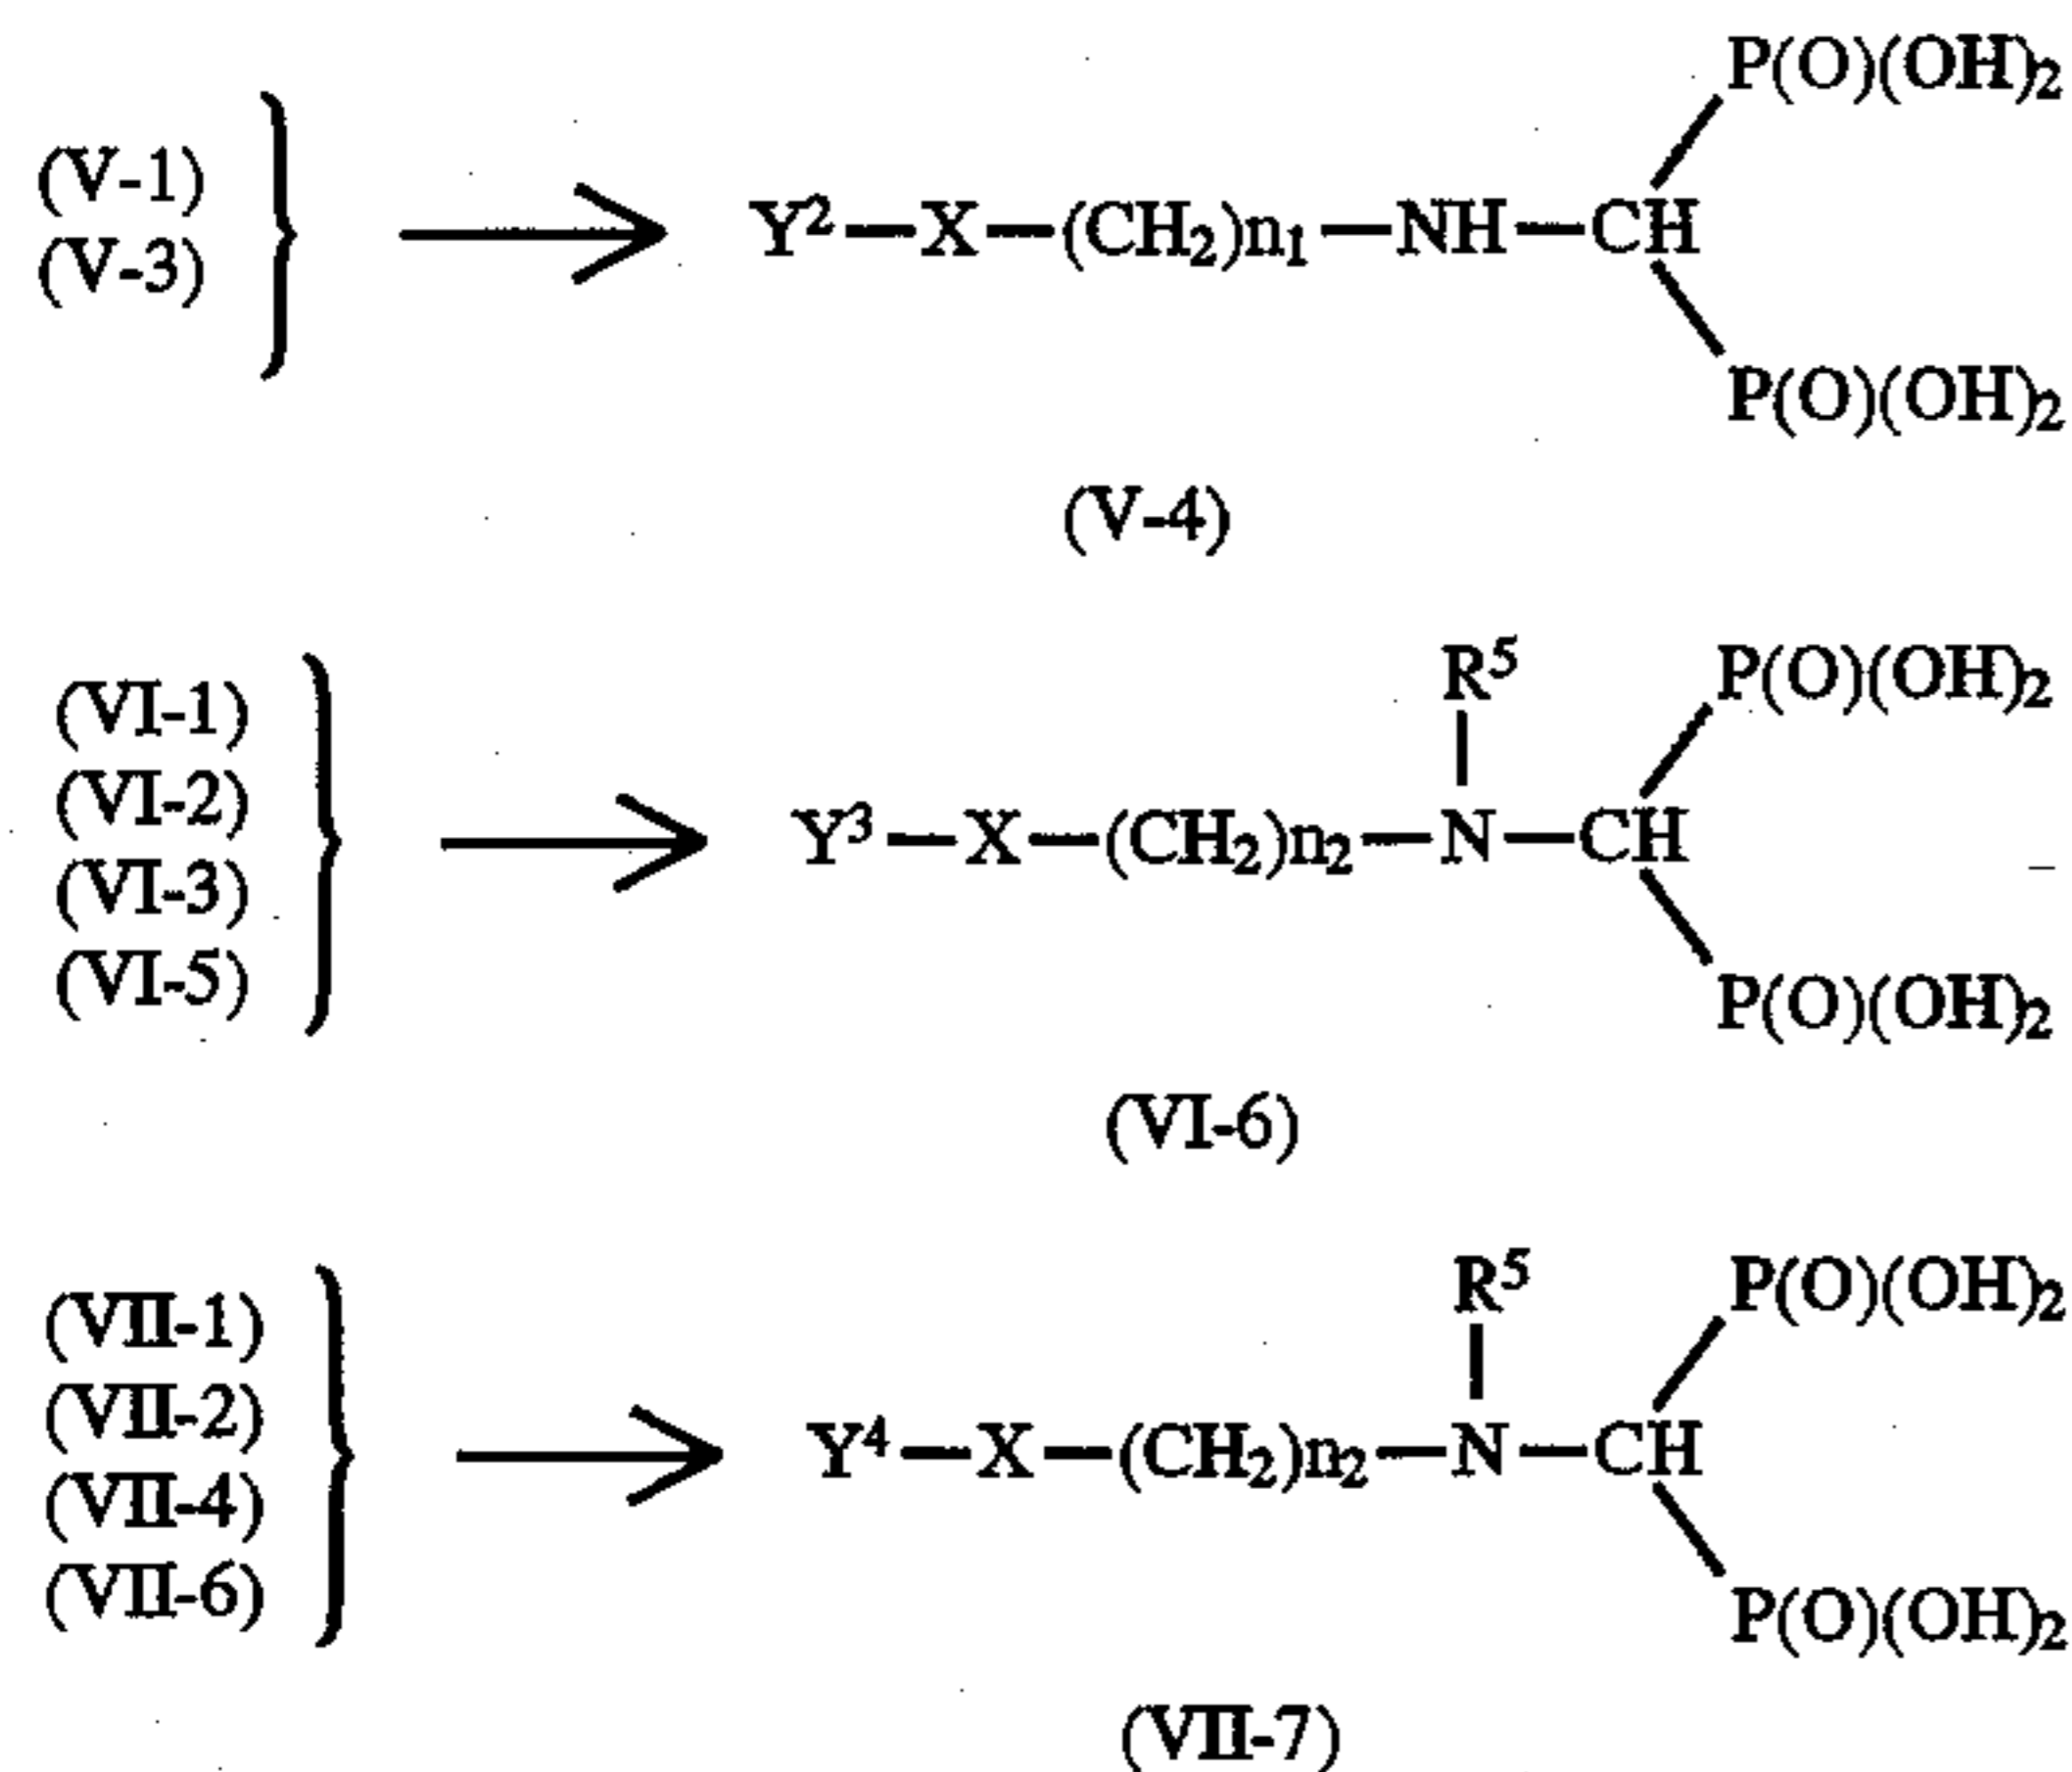 P(O)(OH)₂
(V-1)
(V-3)
Y²—X—(CH₂)n₁—NH—CH
P(O)(OH)₂
(V-4)
R⁵
P(O)(OH)₂
(VI-1)
(VI-2)
(VI-3)
(VI-5)
Y³—X—(CH₂)n₂—N—CH
P(O)(OH)₂
(VI-6)
R⁵
P(O)(OH)₂
(VII-1)
(VII-2)
(VII-4)
(VII-6)
Y⁴—X—(CH₂)n₂—N—CH
P(O)(OH)₂
(VII-7)